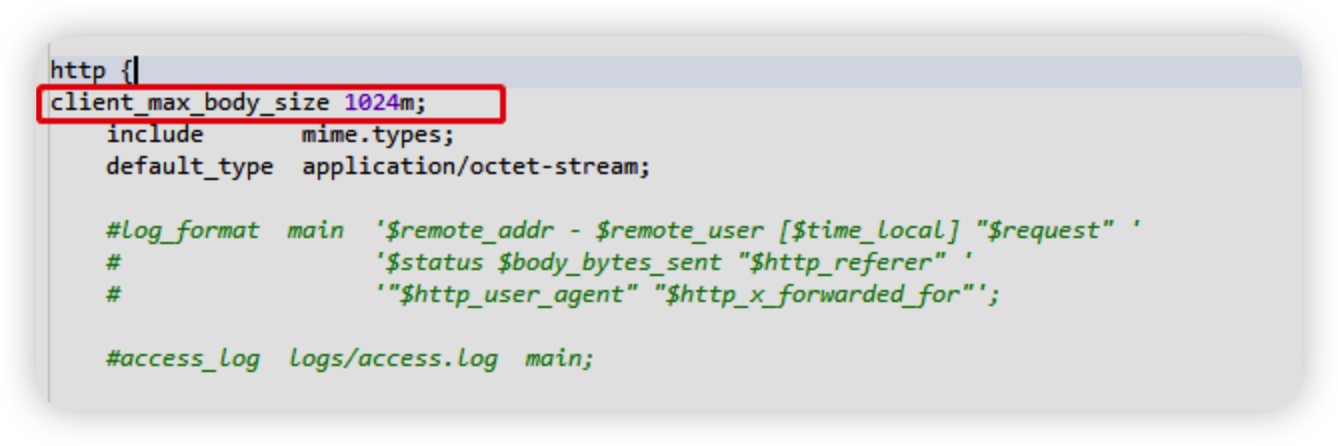 http {
client_max_body_size 1024m;
    include       mime.types;
    default_type  application/octet-stream;
    #log_format  main  '$remote_addr - $remote_user [$time_local] "$request" '
    #                  '$status $body_bytes_sent "$http_referer" '
    #                  '"$http_user_agent" "$http_x_forwarded_for"';
    #access_log  logs/access.log  main;